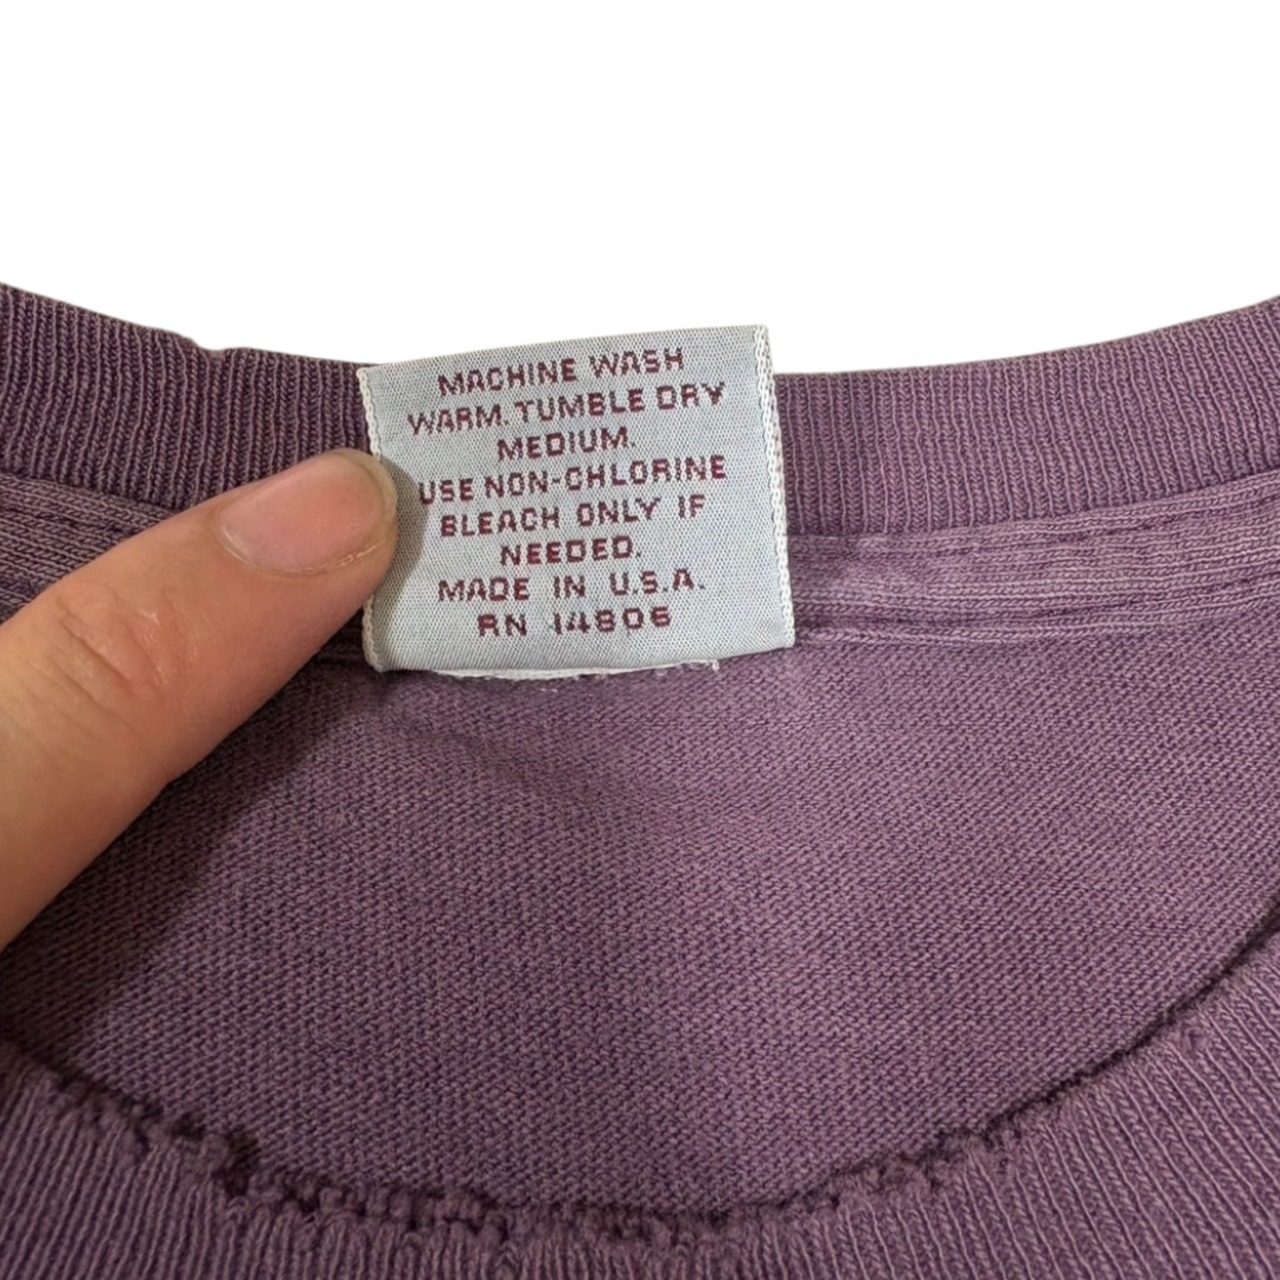 MACHINE WASH
WARM. TUMBLE DRY
MEDIUM.
USE NON-CHLORINE
BLEACH ONLY IF
NEEDED.
MADE IN U.S.A.
RN 14806